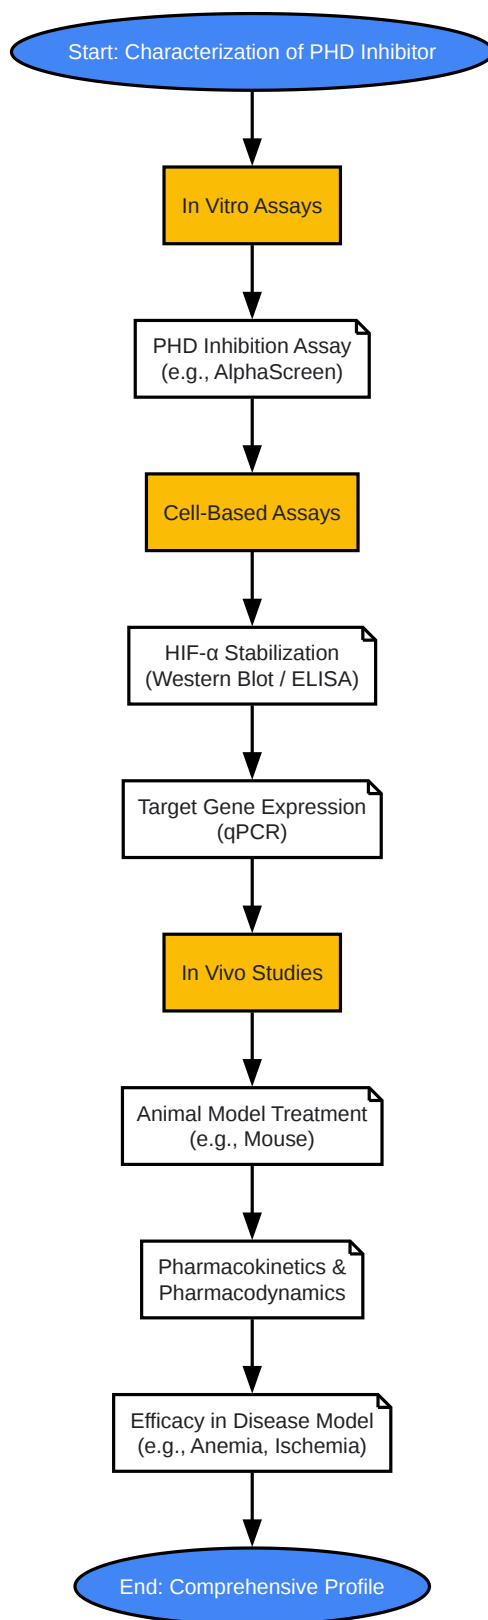 Start: Characterization of PHD Inhibitor
In Vitro Assays
PHD Inhibition Assay
(e.g., AlphaScreen)
Cell-Based Assays
HIF-α Stabilization
(Western Blot / ELISA)
Target Gene Expression
(qPCR)
In Vivo Studies
Animal Model Treatment
(e.g., Mouse)
Pharmacokinetics &
Pharmacodynamics
Efficacy in Disease Model
(e.g., Anemia, Ischemia)
End: Comprehensive Profile